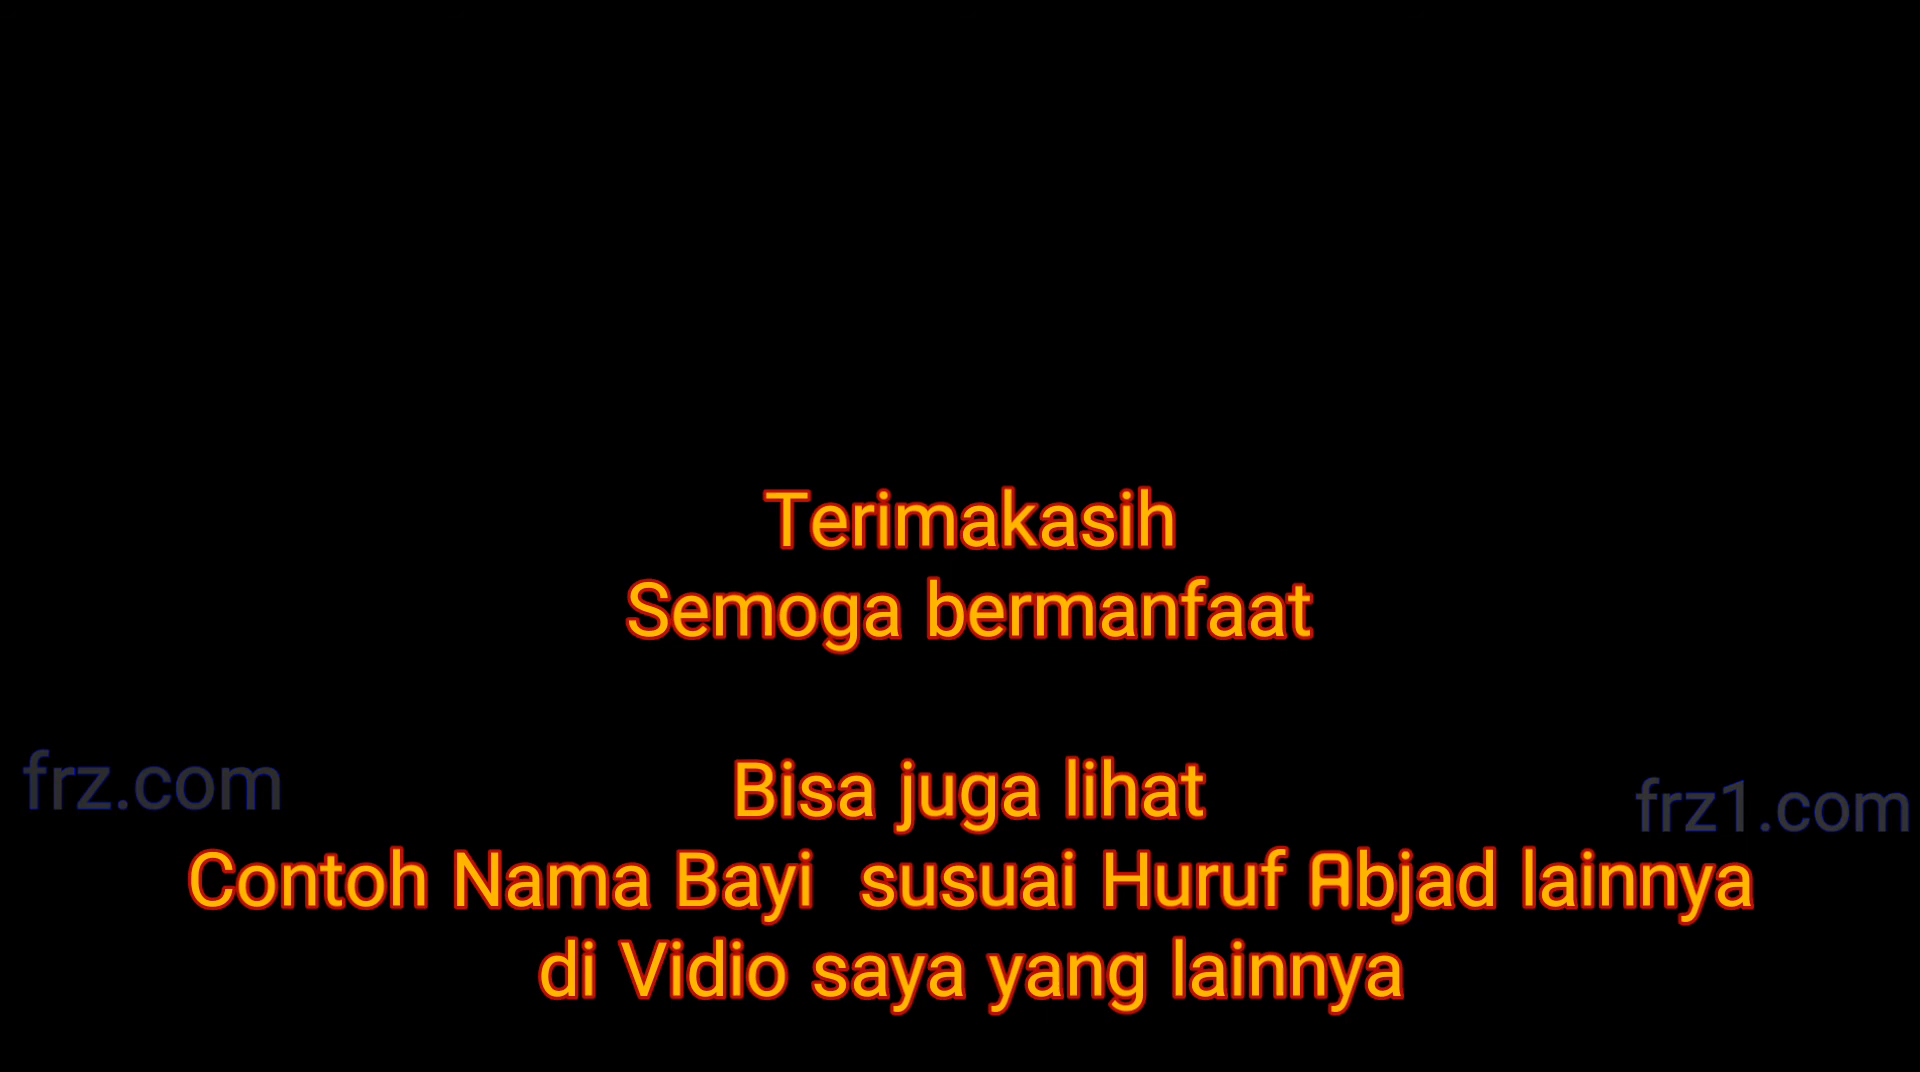 Terimakasih
Semoga bermanfaat
frz.com
Bisa juga lihat
frz1.com
Contoh Nama Bayi  susuai Huruf Abjad lainnya
di Vidio saya yang lainnya